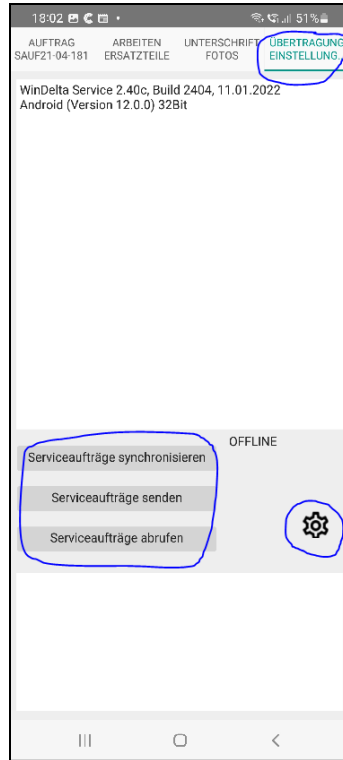 18:02 51%
AUFTRAG ARBEITEN UNTERSCHRIFT ÜBERTRAGUNG
SAUF21-04-181 ERSATZTEILE FOTOS EINSTELLUNG..
WinDelta Service 2.40c, Build 2404, 11.01.2022
Android (Version 12.0.0) 32Bit
OFFLINE
Serviceaufträge synchronisieren
Serviceaufträge senden
Serviceaufträge abrufen